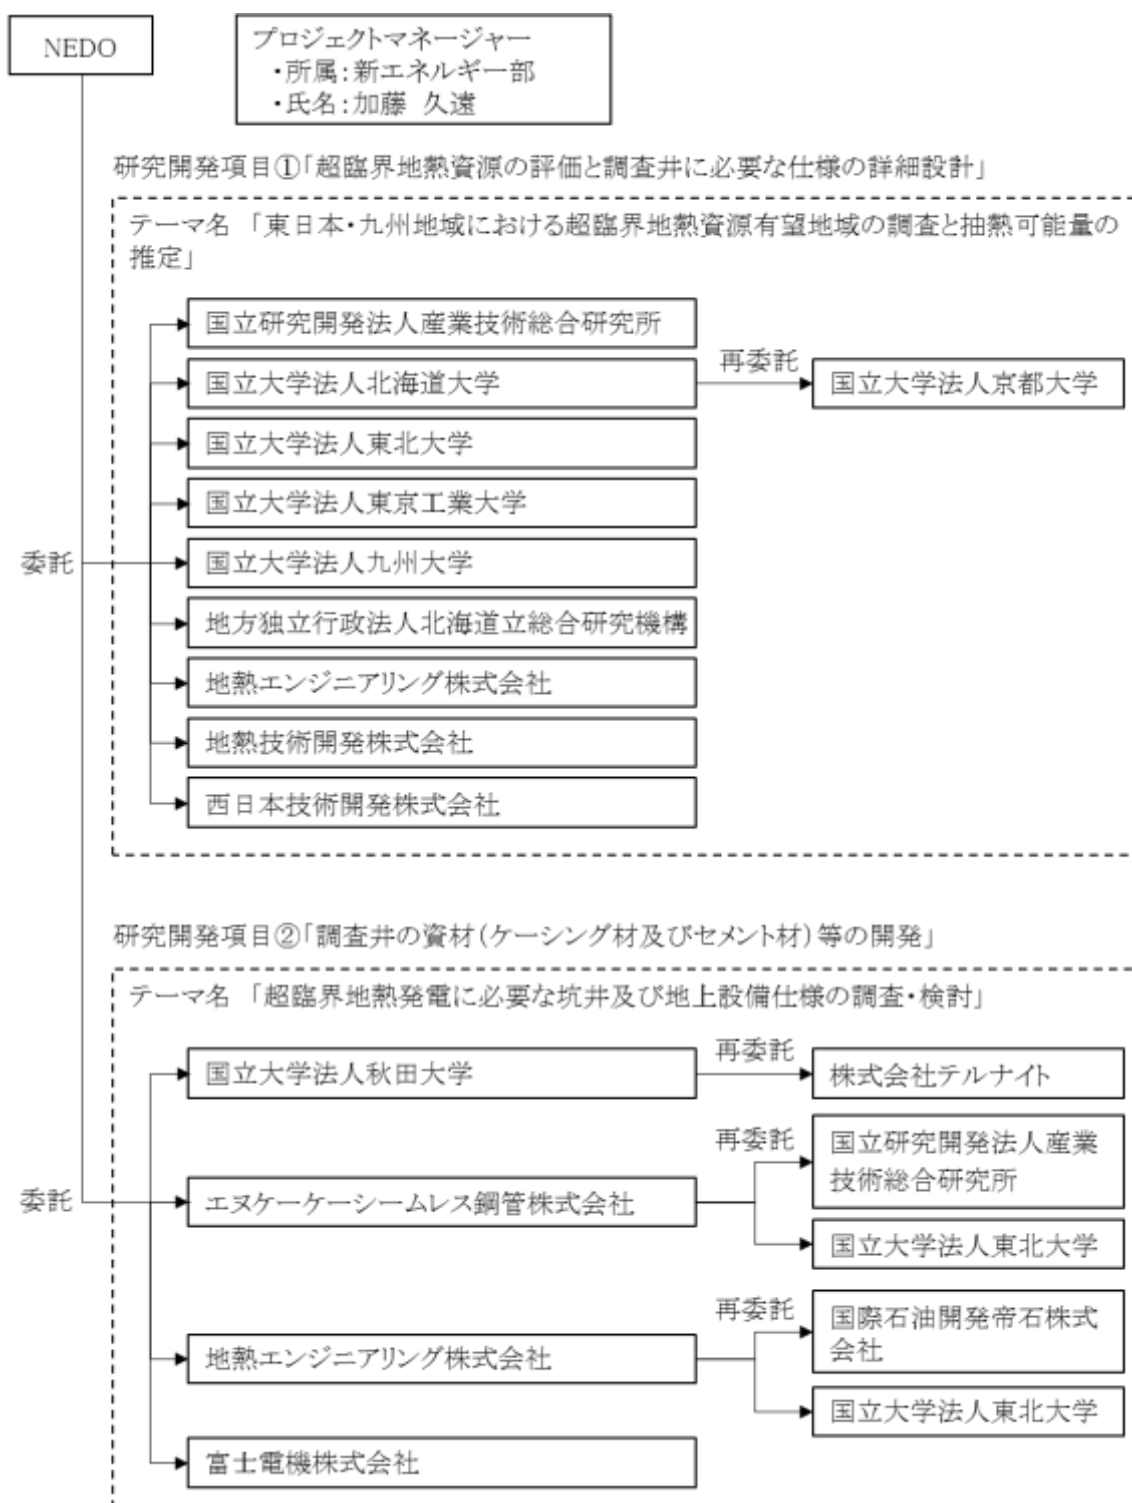 NEDO
プロジェクトマネージャー
・所属:新エネルギー部
・氏名:加藤 久遠
研究開発項目①「超臨界地熱資源の評価と調査井に必要な仕様の詳細設計」
テーマ名 「東日本・九州地域における超臨界地熱資源有望地域の調査と抽熱可能量の
推定」
国立研究開発法人産業技術総合研究所
国立大学法人北海道大学
再委託
国立大学法人京都大学
国立大学法人東北大学
国立大学法人東京工業大学
委託
国立大学法人九州大学
地方独立行政法人北海道立総合研究機構
地熱エンジニアリング株式会社
地熱技術開発株式会社
西日本技術開発株式会社
研究開発項目②「調査井の資材(ケーシング材及びセメント材)等の開発」
テーマ名 「超臨界地熱発電に必要な坑井及び地上設備仕様の調査・検討」
国立大学法人秋田大学
再委託
株式会社テルナイト
委託
エヌケーケーシームレス鋼管株式会社
再委託
国立研究開発法人産業
技術総合研究所
国立大学法人東北大学
地熱エンジニアリング株式会社
再委託
国際石油開発帝石株式
会社
国立大学法人東北大学
富士電機株式会社